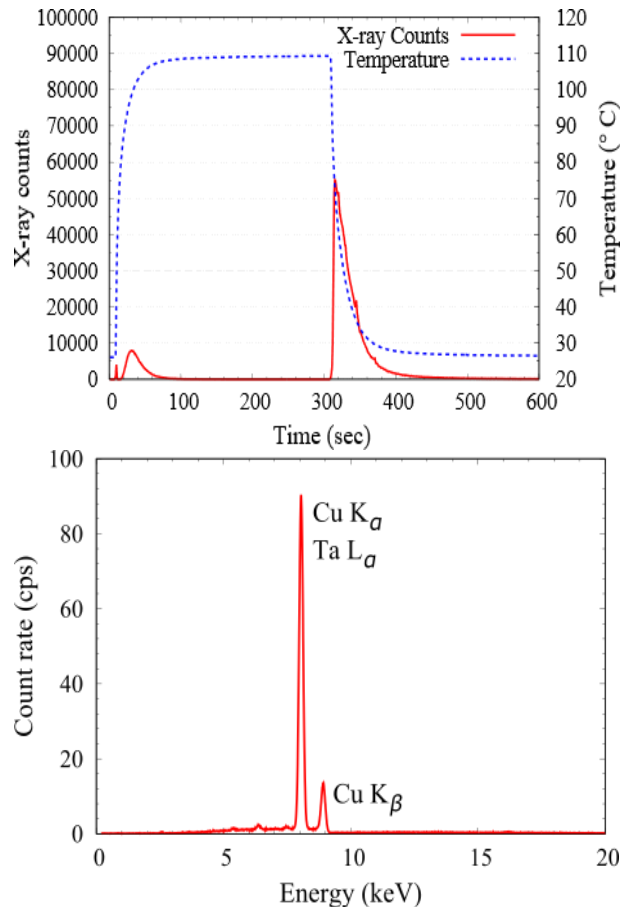 X-ray Counts
Temperature
100000
90000
80000
70000
60000
50000
40000
30000
20000
10000
0
X-ray counts
120
110
100
90
80
70
60
50
40
30
20
Temperature (° C)
0 100 200 300 400 500 600
Time (sec)
100
80
60
40
20
0
Count rate (cps)
Cu Kα
Ta Lα
Cu Kβ
0 5 10 15 20
Energy (keV)